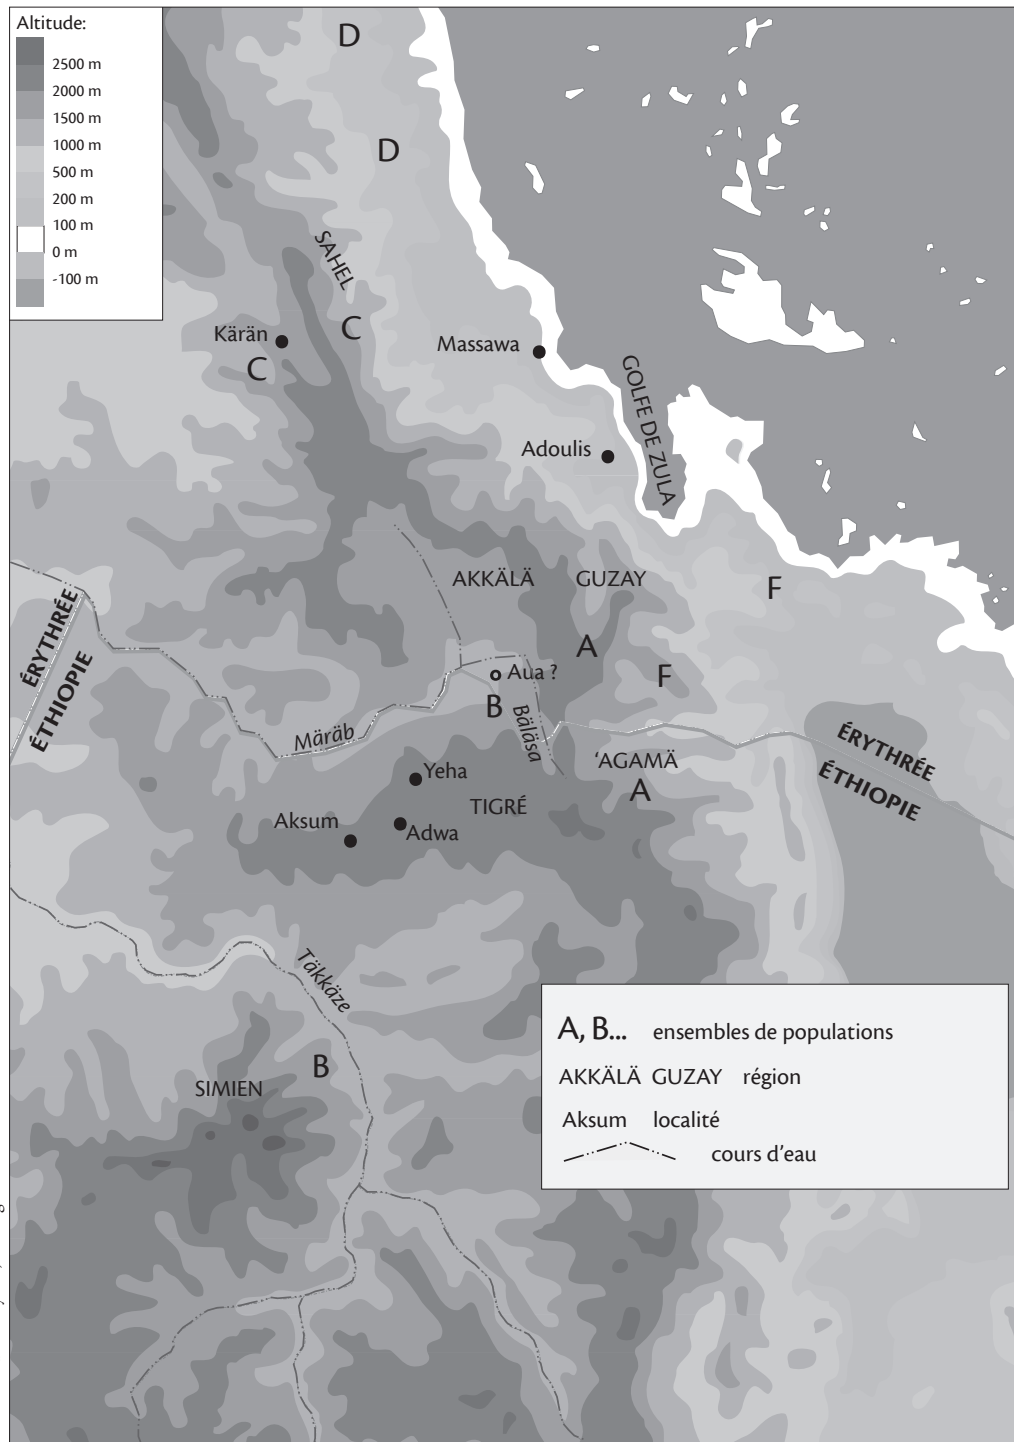 Altitude:
2500 m
2000 m
1500 m
1000 m
500 m
200 m
100 m
0 m
-100 m
D
D
SAHEL
C
Kärän
C
Massawa
GOLFE DE ZULA
Adoulis
AKKÄLÄ GUZAY
F
ÉRYTHRÉE
ÉTHIOPIE
A
Aua ?
F
B
Bäläsa
Märäb
ÉRYTHRÉE
ÉTHIOPIE
‘AGAMÄ
A
Yeha
TIGRÉ
Aksum
Adwa
Täkkäze
B
SIMIEN
A, B... ensembles de populations
AKKÄLÄ GUZAY région
Aksum localité
cours d'eau